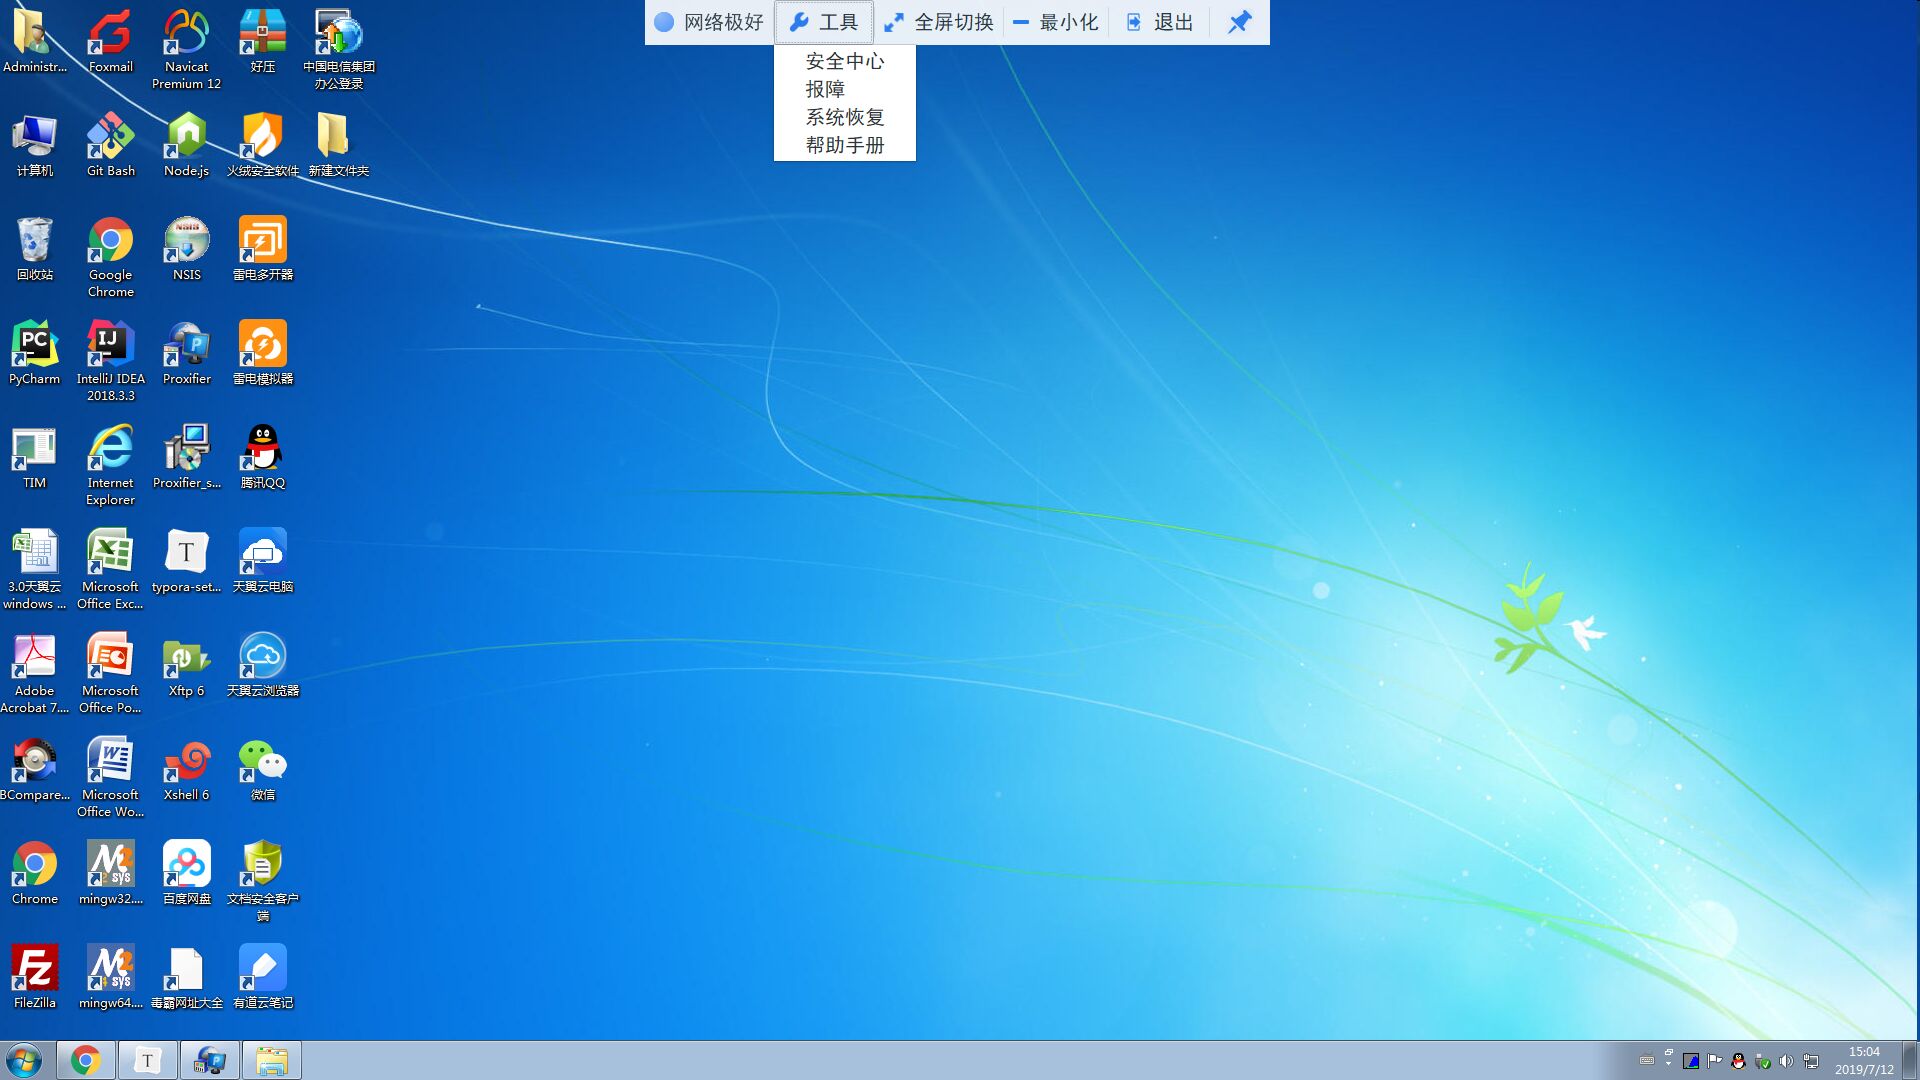 网络极好 工具 全屏切换 最小化 退出
安全中心
报障
系统恢复
帮助手册
Administr...
Foxmail
Navicat
Premium 12
好压
中国电信集团
办公登录
计算机
Git Bash
Node.js
火绒安全软件
新建文件夹
回收站
Google
Chrome
NSIS
雷电多开器
PyCharm
IntelliJ IDEA
2018.3.3
Proxifier
雷电模拟器
TIM
Internet
Explorer
Proxifier_s...
腾讯QQ
3.0天翼云
windows ...
Microsoft
Office Exc...
typora-set...
天翼云电脑
Adobe
Acrobat 7....
Microsoft
Office Po...
Xftp 6
天翼云浏览器
BCompare...
Microsoft
Office Wo...
Xshell 6
微信
Chrome
mingw32....
百度网盘
文档安全客户
端
FileZilla
mingw64....
毒霸网址大全
有道云笔记
15:04
2019/7/12